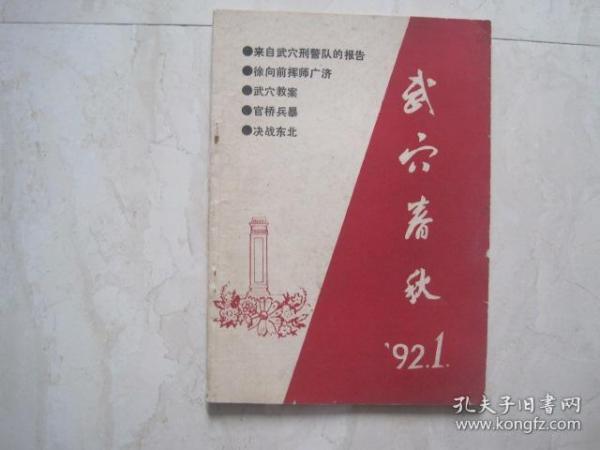 ●来自武穴刑警队的报告
●徐向前挥师广济
●武穴教案
●官桥兵暴
●决战东北
武穴春秋
'92.1.
孔夫子旧书网
www.kongfz.com